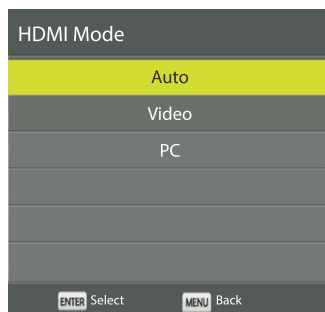 HDMI Mode
Auto
Video
PC
ENTER Select MENU Back